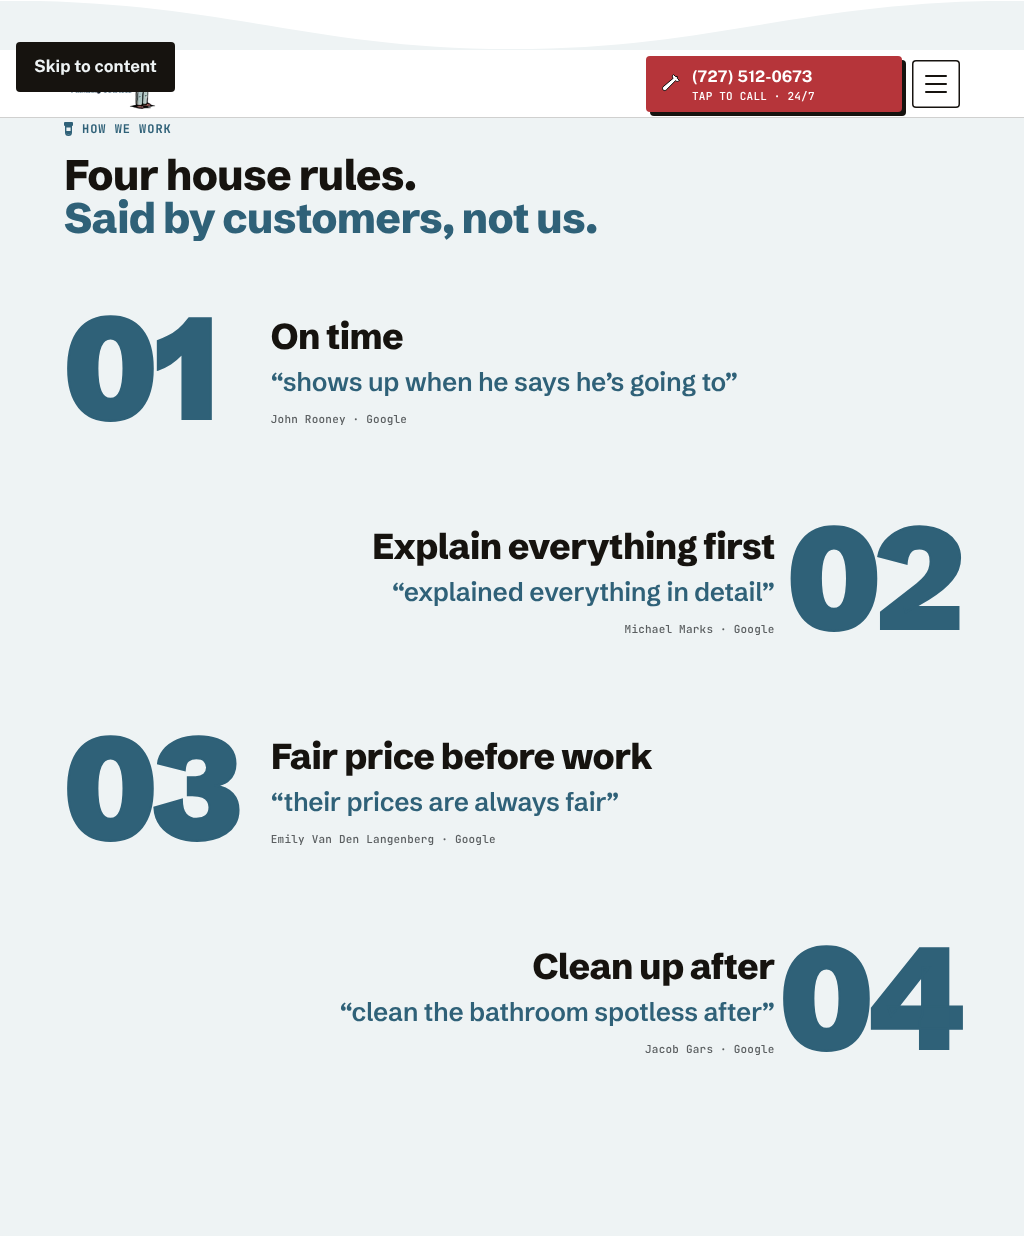 Skip to content
(727) 512-0673
TAP TO CALL · 24/7
HOW WE WORK
Four house rules.
Said by customers, not us.
01
On time
“shows up when he says he’s going to”
John Rooney · Google
Explain everything first
“explained everything in detail”
Michael Marks · Google
02
03
Fair price before work
“their prices are always fair”
Emily Van Den Langenberg · Google
Clean up after
“clean the bathroom spotless after”
Jacob Gars · Google
04